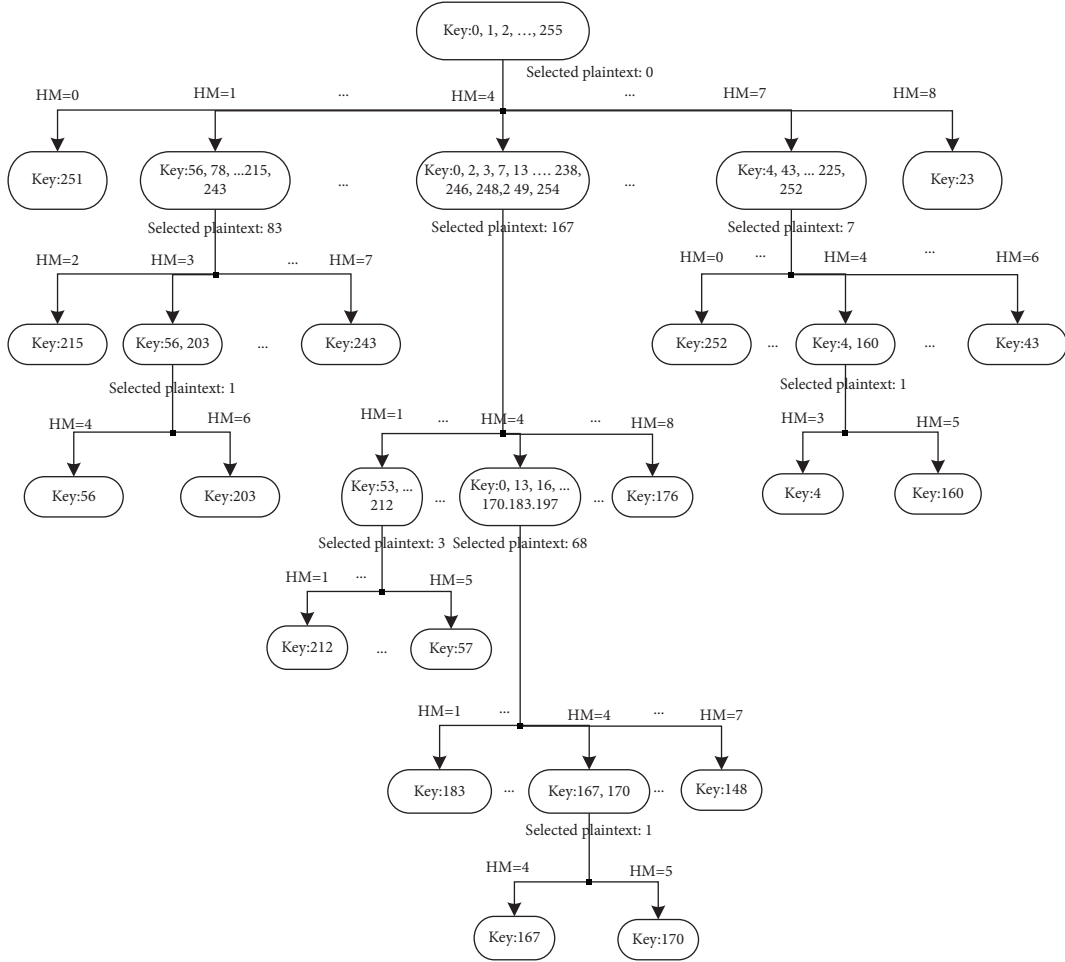 Key:0, 1, 2, ..., 255
Selected plaintext: 0
HM=0
HM=1
...
HM=4
...
HM=7
HM=8
Key:251
Key:56, 78, ...215,
243
...
Key:0, 2, 3, 7, 13 .... 238,
246, 248,2 49, 254
...
Key:4, 43, ... 225,
252
Key:23
Selected plaintext: 83
Selected plaintext: 167
Selected plaintext: 7
HM=2
HM=3
...
HM=7
HM=0
...
HM=4
...
HM=6
Key:215
Key:56, 203
...
Key:243
Key:252
...
Key:4, 160
...
Key:43
Selected plaintext: 1
Selected plaintext: 1
HM=4
HM=6
HM=1
...
HM=4
...
HM=8
HM=3
HM=5
Key:56
Key:203
Key:53, ...
212
...
Key:0, 13, 16, ...
170.183.197
...
Key:176
Key:4
Key:160
Selected plaintext: 3
Selected plaintext: 68
HM=1
...
HM=5
Key:212
...
Key:57
HM=1
...
HM=4
...
HM=7
Key:183
...
Key:167, 170
...
Key:148
Selected plaintext: 1
HM=4
HM=5
Key:167
Key:170